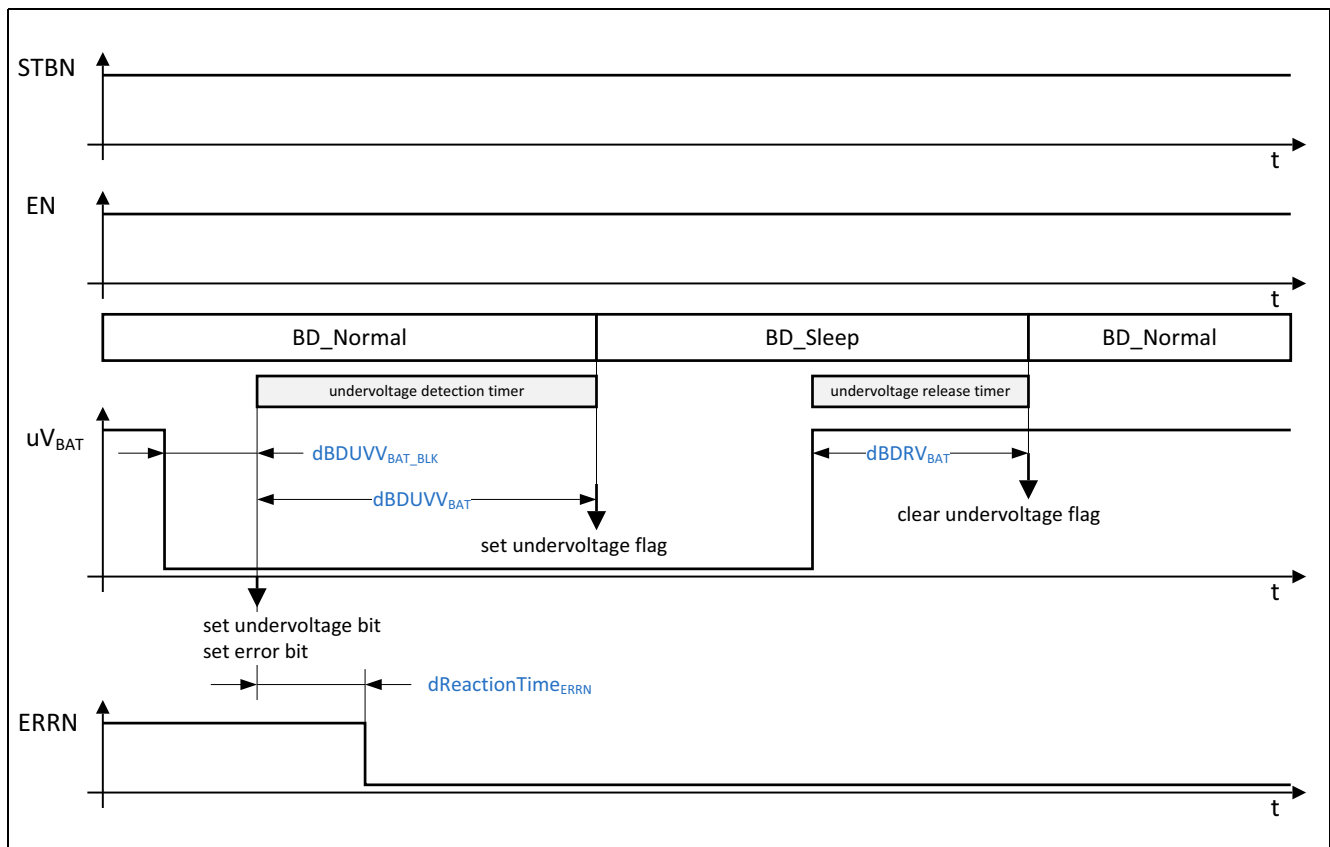 STBN
t
EN
t
BD_Normal BD_Sleep BD_Normal
undervoltage detection timer undervoltage release timer
uVBAT
dBDUVVBAT_BLK dBDRVBAT
dBDUVVBAT
clear undervoltage flag
set undervoltage flag
t
set undervoltage bit
set error bit
dReactionTimeERRN
ERRN
t